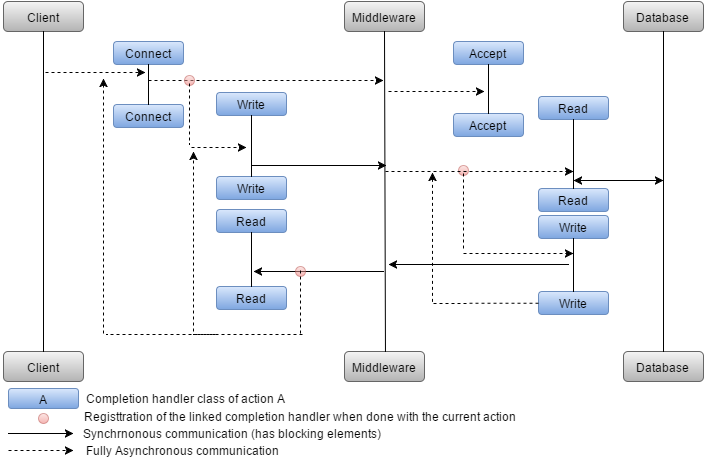 Client
Middleware
Database
Connect
Accept
Write
Read
Connect
Accept
Write
Read
Read
Write
Read
Write
Client
Middleware
Database
A
Completion handler class of action A
Registtration of the linked completion handler when done with the current action
Synchrnonous communication (has blocking elements)
Fully Asynchronous communication